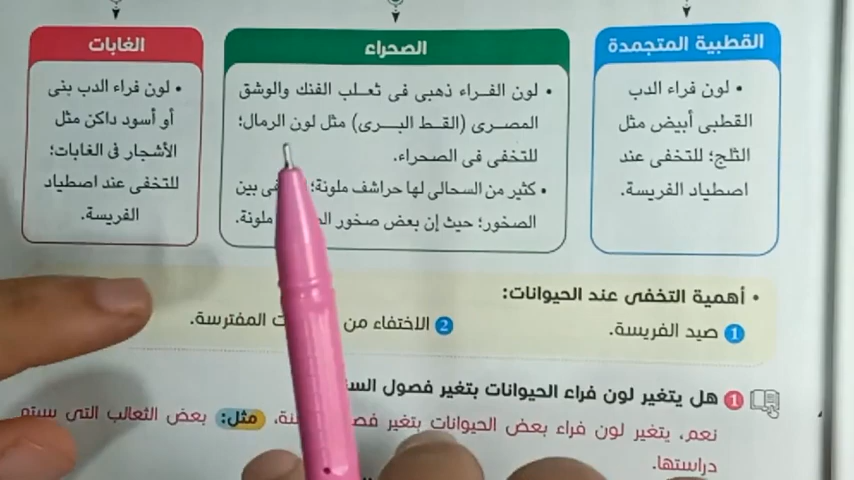 القطبية المتجمدة
• لون فراء الدب
القطبى أبيض مثل
الثلج؛ للتخفى عند
اصطياد الفريسة.
الصحراء
• لون الفراء ذهبى فى ثعلب الفنك والوشق
المصرى (القط البرى) مثل لون الرمال؛
للتخفى فى الصحراء.
• كثير من السحالى لها حراشف ملونة؛ بين
الصخور؛ حيث إن بعض صخور ملونة.
الغابات
• لون فراء الدب بنى
أو أسود داكن مثل
الأشجار فى الغابات؛
للتخفى عند اصطياد
الفريسة.
• أهمية التخفى عند الحيوانات:
1 صيد الفريسة.
2 الاختفاء من المفترسة.
1 هل يتغير لون فراء الحيوانات بتغير فصول
نعم، يتغير لون فراء بعض الحيوانات بتغير مثل: بعض الثعالب التى سيتم
دراستها.